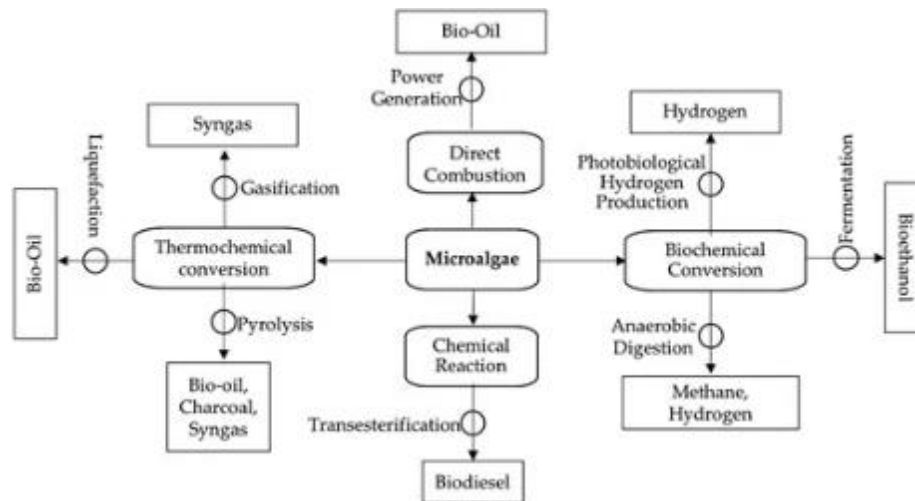 Bio-Oil
Power
Generation
Syngas
Hydrogen
Liquefaction
Gasification
Direct
Combustion
Photobiological
Hydrogen
Production
Fermentation
Bio-Oil
Thermochemical
conversion
Microalgae
Biochemical
Conversion
Bioethanol
Pyrolysis
Chemical
Reaction
Anaerobic
Digestion
Bio-oil,
Charcoal,
Syngas
Transesterification
Methane,
Hydrogen
Biodiesel